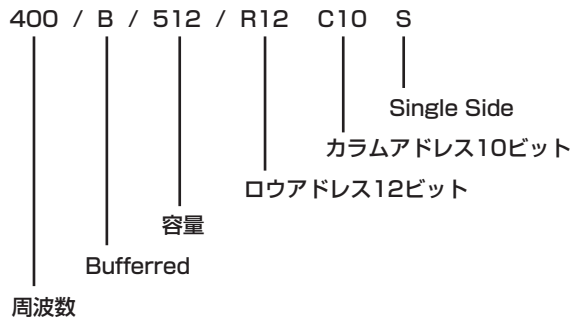 400 / B / 512 / R12 C10 S
Single Side
カラムアドレス10ビット
ロウアドレス12ビット
容量
Bufferred
周波数